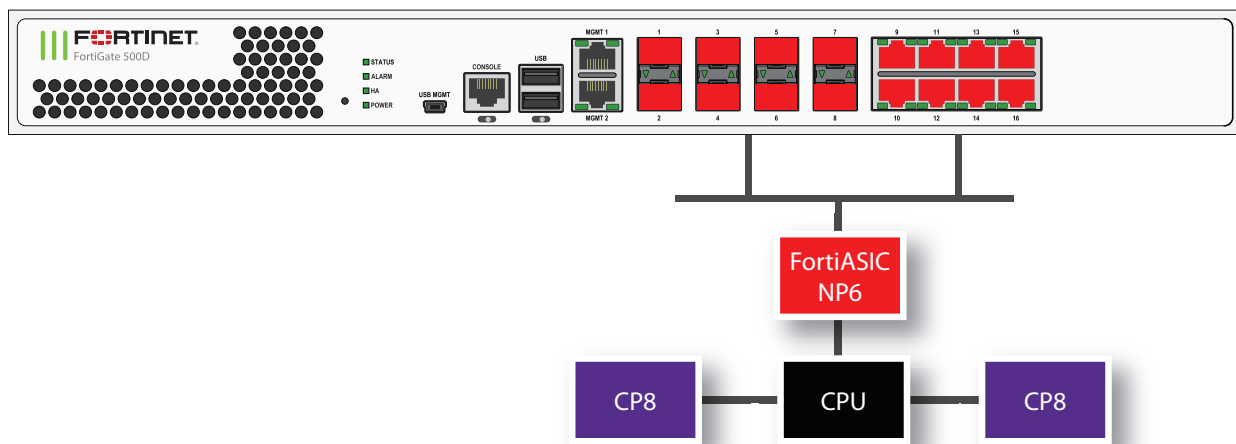 FORTINET
FortiGate 500D
STATUS
ALARM
HA
POWER
USB MGMT
CONSOLE
USB
MGMT 1
MGMT 2
1 3 5 7 9 11 13 15
2 4 6 8 10 12 14 16
FortiASIC
NP6
CP8 CPU CP8